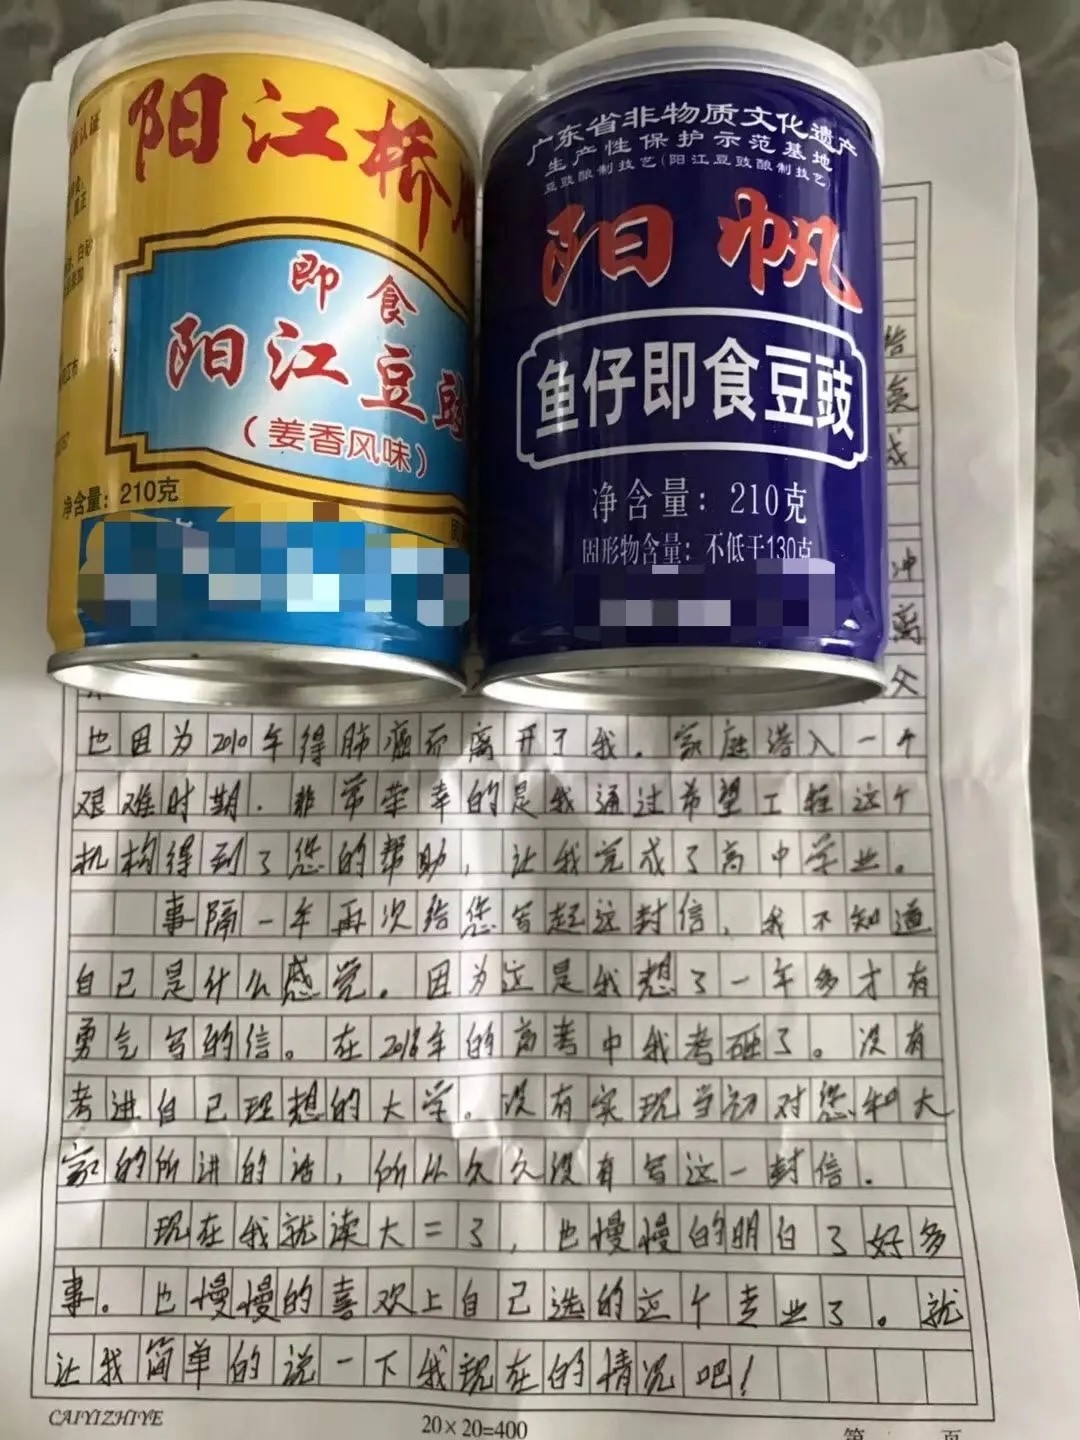 阳江桥
即食
阳江豆豉
(姜香风味)
净含量：210克
广东省非物质文化遗产
生产性保护示范基地
豆豉酿制技艺(阳江豆豉酿制技艺)
阳帆
鱼仔即食豆豉
净含量：210克
固形物含量：不低于130克
冲
离
父
也因为2010年得肺癌而离开了我。家庭潜入一个
艰难时期．非常荣幸的是我通过希望工程这个
机构得到了您的帮助，让我完成了高中学业。
事隔一年再次给您写起这封信，我不知道
自己是什么感觉。因为这是我想了一年多才有
勇气写的信。在2018年的高考中我考砸了。没有
考进自己理想的大学。没有实现当初对您和大
家的所讲的话，所以久久没有写这一封信．
现在我就读大二了，也慢慢的明白了好多
事。也慢慢的喜欢上自己选的这个专业了。就
让我简单的说一下我现在的情况吧！
CAIYIZHIYE
20×20=400
第 页